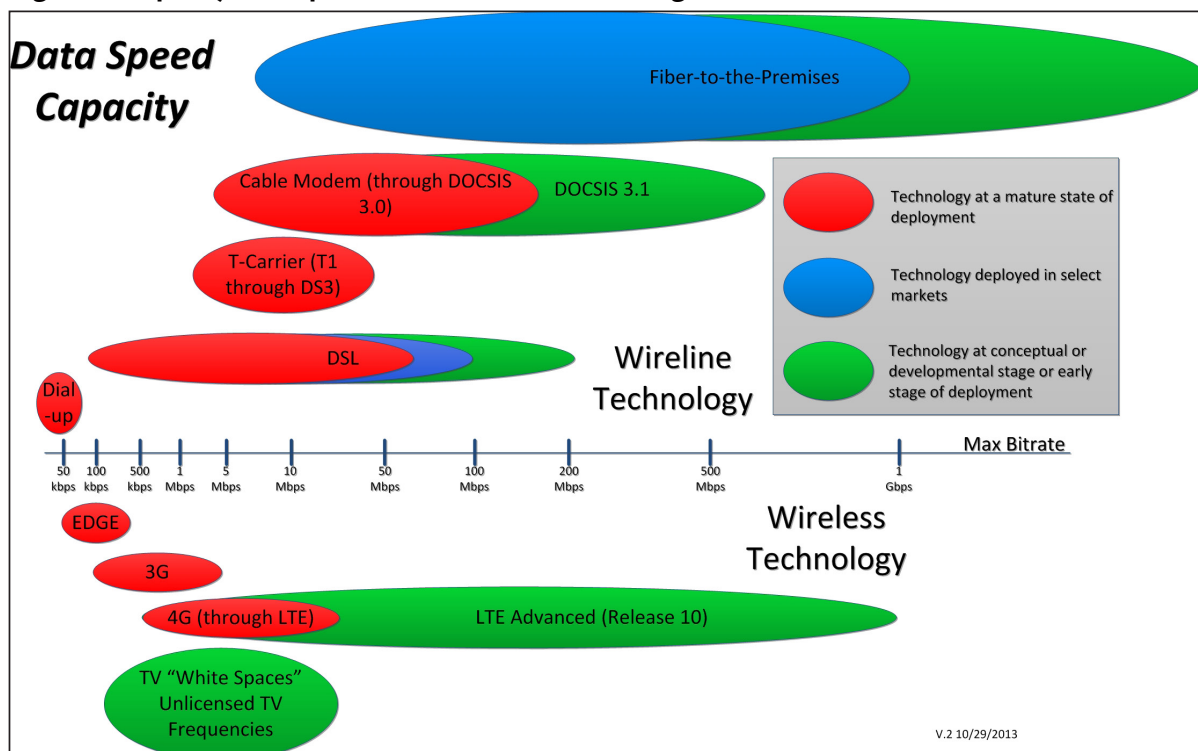 Data Speed
Capacity
Fiber-to-the-Premises
Cable Modem (through DOCSIS
3.0)
DOCSIS 3.1
T-Carrier (T1
through DS3)
DSL
Dial
-up
Wireline
Technology
Technology at a mature state of
deployment
Technology deployed in select
markets
Technology at conceptual or
developmental stage or early
stage of deployment
Max Bitrate
50
kbps
100
kbps
500
kbps
1
Mbps
5
Mbps
10
Mbps
50
Mbps
100
Mbps
200
Mbps
500
Mbps
1
Gbps
EDGE
Wireless
Technology
3G
4G (through LTE)
LTE Advanced (Release 10)
TV “White Spaces”
Unlicensed TV
Frequencies
V.2 10/29/2013